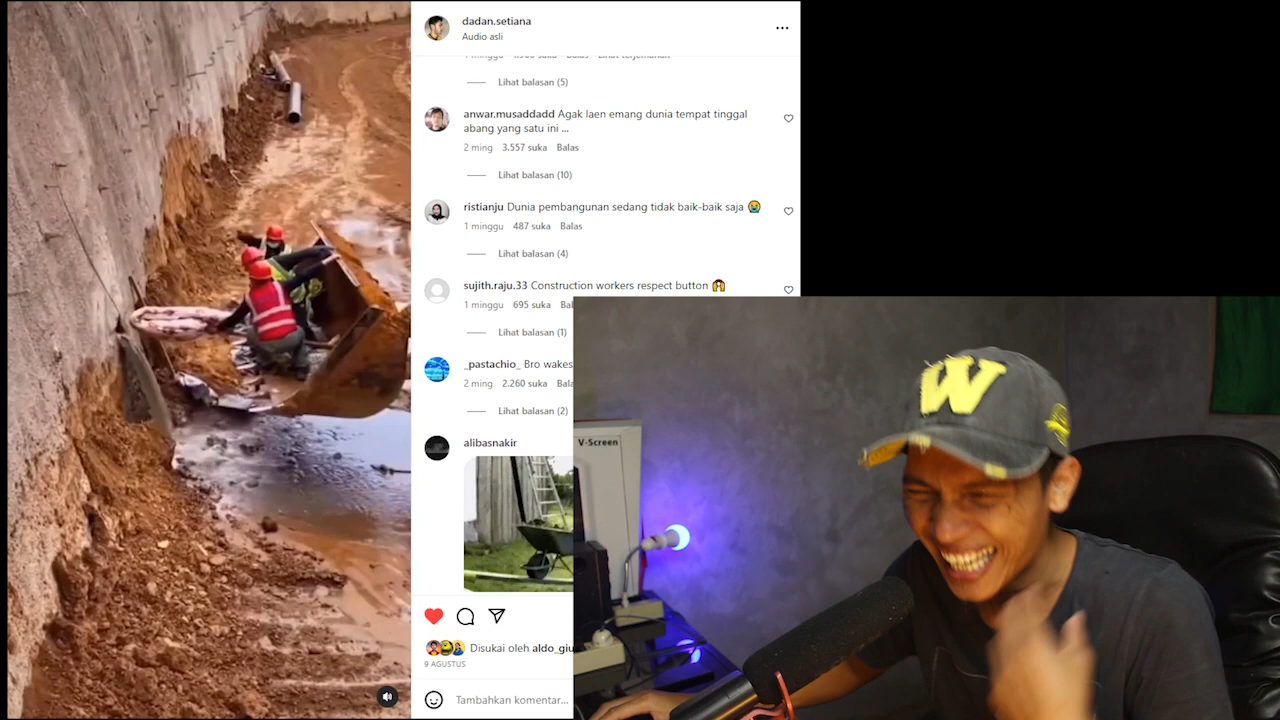 dadan.setiana
Audio asli
Lihat balasan (5)
anwar.musaddadd Agak laen emang dunia tempat tinggal
abang yang satu ini ...
2 ming 3.557 suka Balas
Lihat balasan (10)
ristianju Dunia pembangunan sedang tidak baik-baik saja 😭
1 minggu 487 suka Balas
Lihat balasan (4)
sujith.raju.33 Construction workers respect button 🙌
1 minggu 695 suka Bal
Lihat balasan (1)
_pastachio_ Bro wakes
2 ming 2.260 suka Bala
Lihat balasan (2)
alibasnakir
Disukai oleh aldo_giu
9 AGUSTUS
Tambahkan komentar...
V-Screen
W